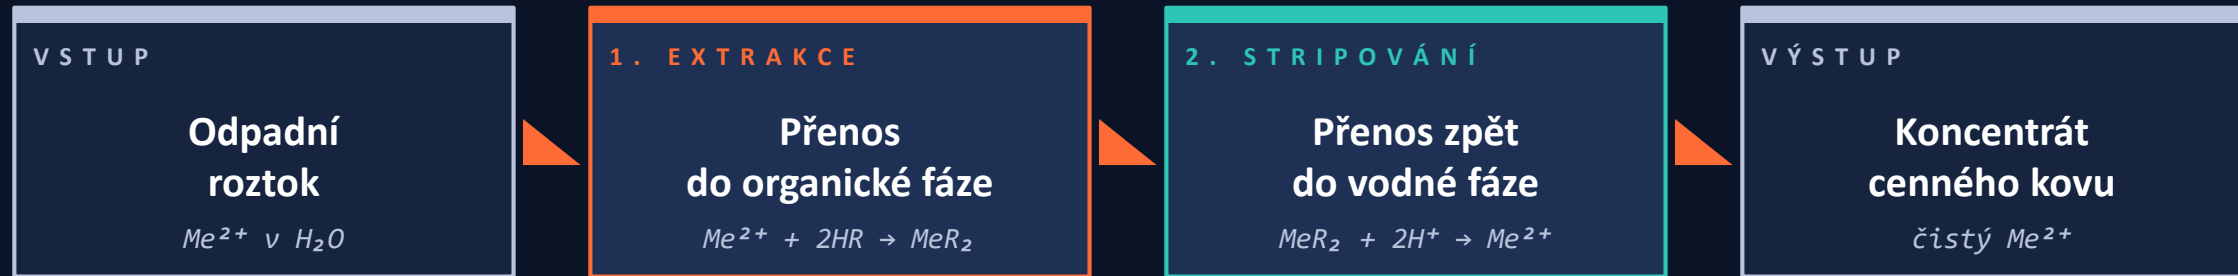 VSTUP
Odpadní
roztok
Me²⁺ v H₂O
1. EXTRAKCE
Přenos
do organické fáze
Me²⁺ + 2HR → MeR₂
2. STRIPOVÁNÍ
Přenos zpět
do vodné fáze
MeR₂ + 2H⁺ → Me²⁺
VÝSTUP
Koncentrát
cenného kovu
čistý Me²⁺